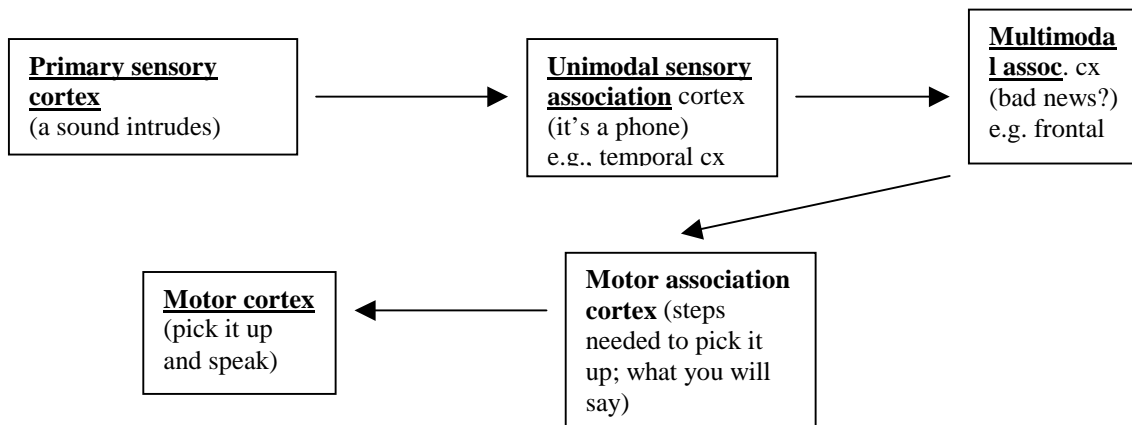 Primary sensory
cortex
(a sound intrudes)
Unimodal sensory
association cortex
(it's a phone)
e.g., temporal cx
Multimoda
l assoc. cx
(bad news?)
e.g. frontal
Motor association
cortex (steps
needed to pick it
up; what you will
say)
Motor cortex
(pick it up
and speak)